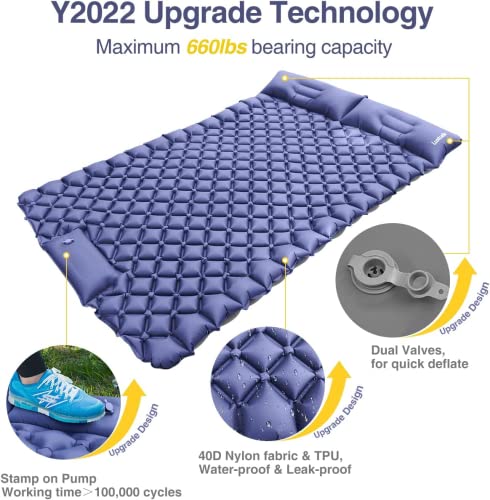 Y2022 Upgrade Technology
Maximum 660lbs bearing capacity
Upgrade Design
Dual Valves,
for quick deflate
Upgrade Design
Upgrade Design
40D Nylon fabric & TPU,
Water-proof & Leak-proof
Stamp on Pump
Working time>100,000 cycles